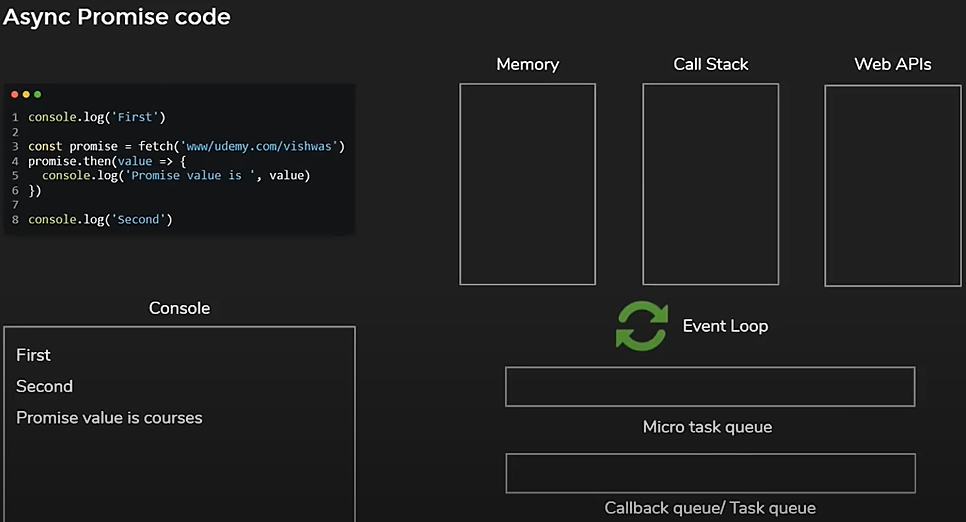 Async Promise code
Memory
Call Stack
Web APIs
1 console.log('First')
2
3 const promise = fetch('www/udemy.com/vishwas')
4 promise.then(value => {
5   console.log('Promise value is ', value)
6 })
7
8 console.log('Second')
Console
First
Second
Promise value is courses
Event Loop
Micro task queue
Callback queue/ Task queue